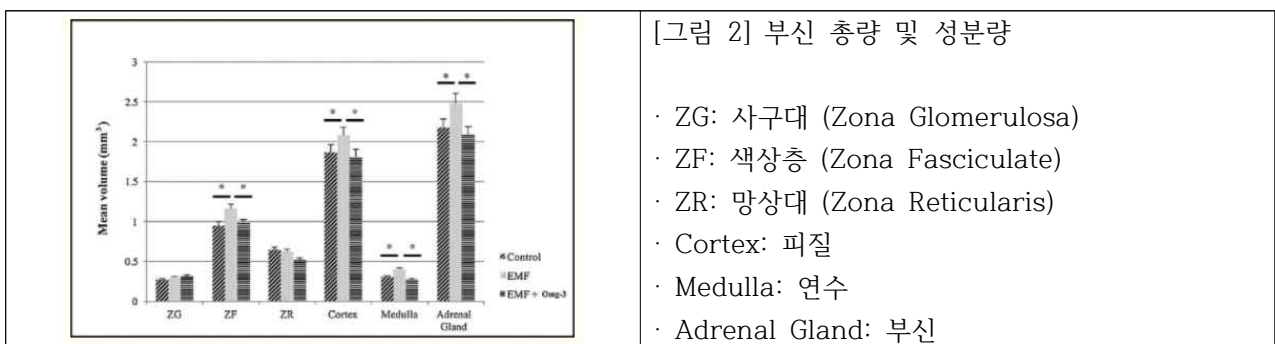 [그림 2] 부신 총량 및 성분량
3
2.5
2
1.5
1
0.5
0
Mean volume (mm³)
* *
* *
* *
* *
ZG ZF ZR Cortex Medulla Adrenal
Gland
Control
EMF
EMF+ Omg-3
· ZG: 사구대 (Zona Glomerulosa)
· ZF: 색상층 (Zona Fasciculate)
· ZR: 망상대 (Zona Reticularis)
· Cortex: 피질
· Medulla: 연수
· Adrenal Gland: 부신